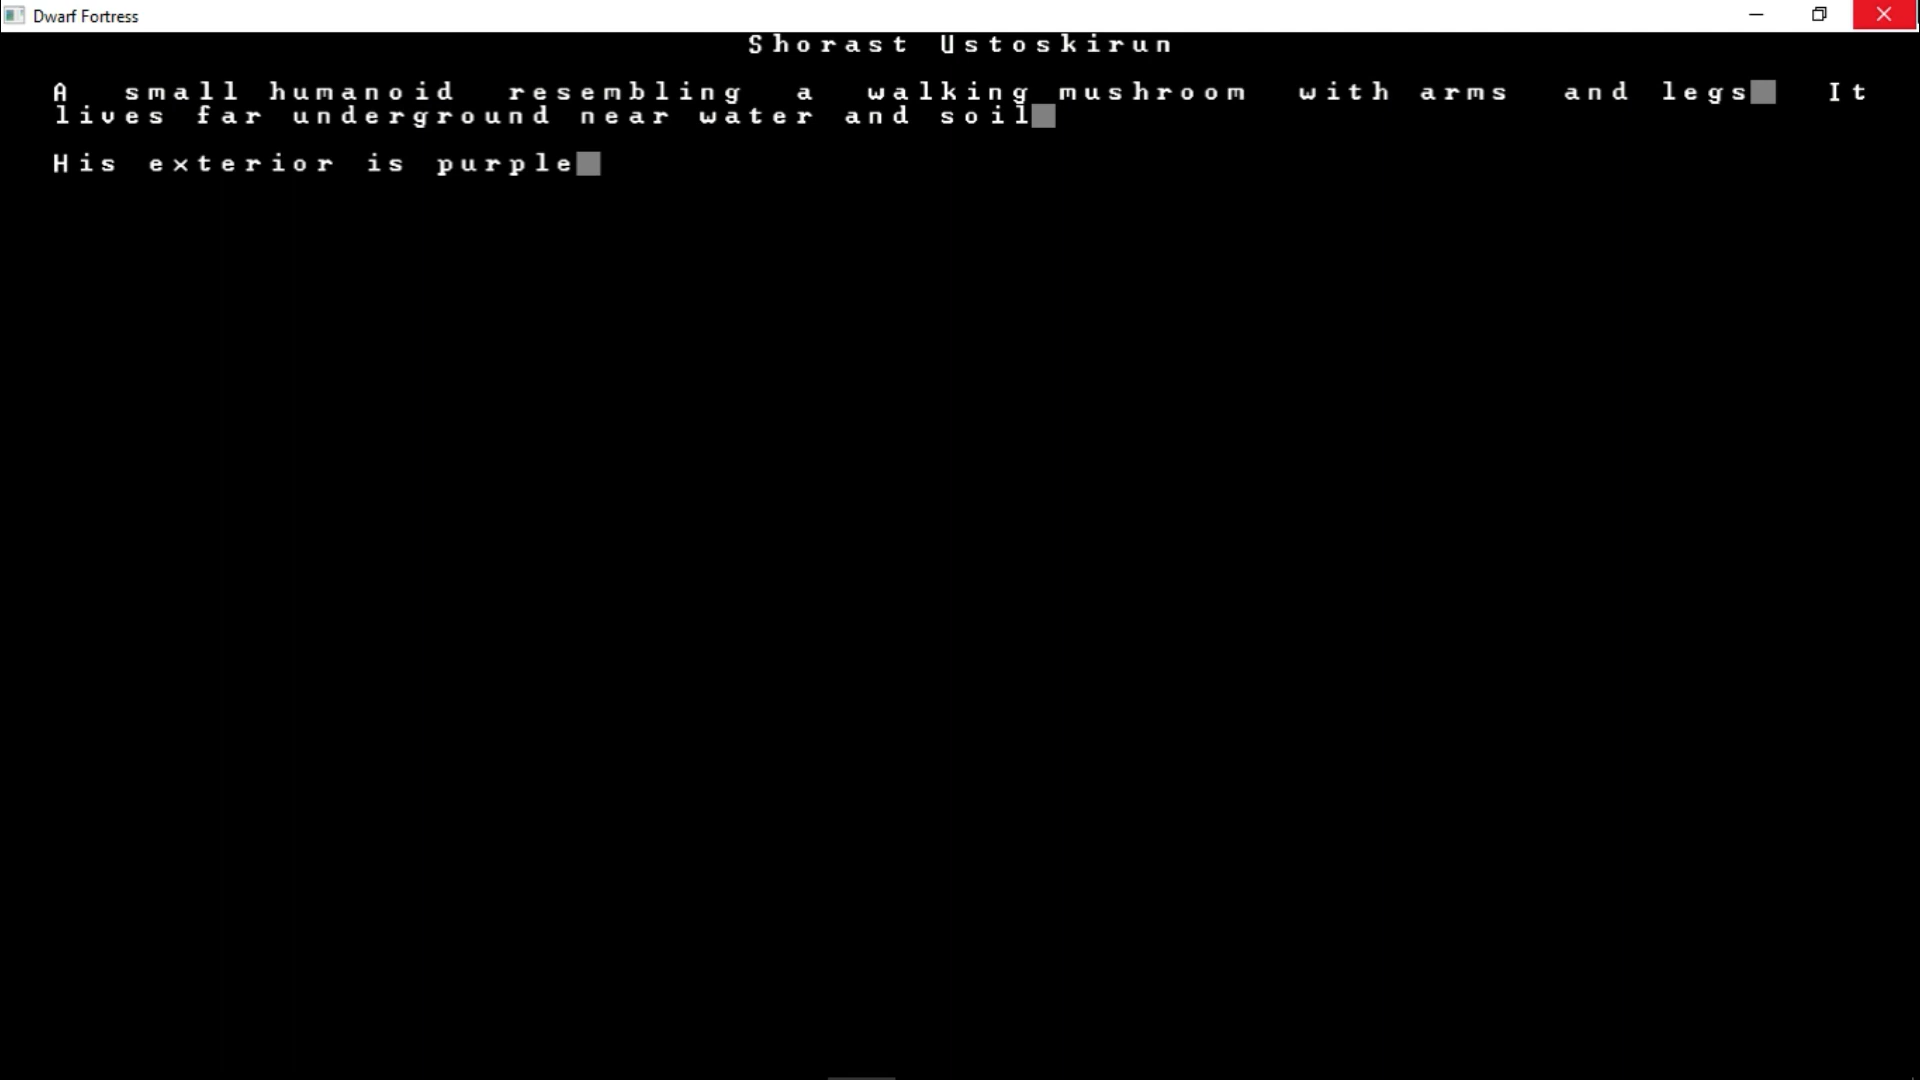 Dwarf Fortress
Shorast Ustoskirun
A small humanoid resembling a walking mushroom with arms and legs It
lives far underground near water and soil
His exterior is purple